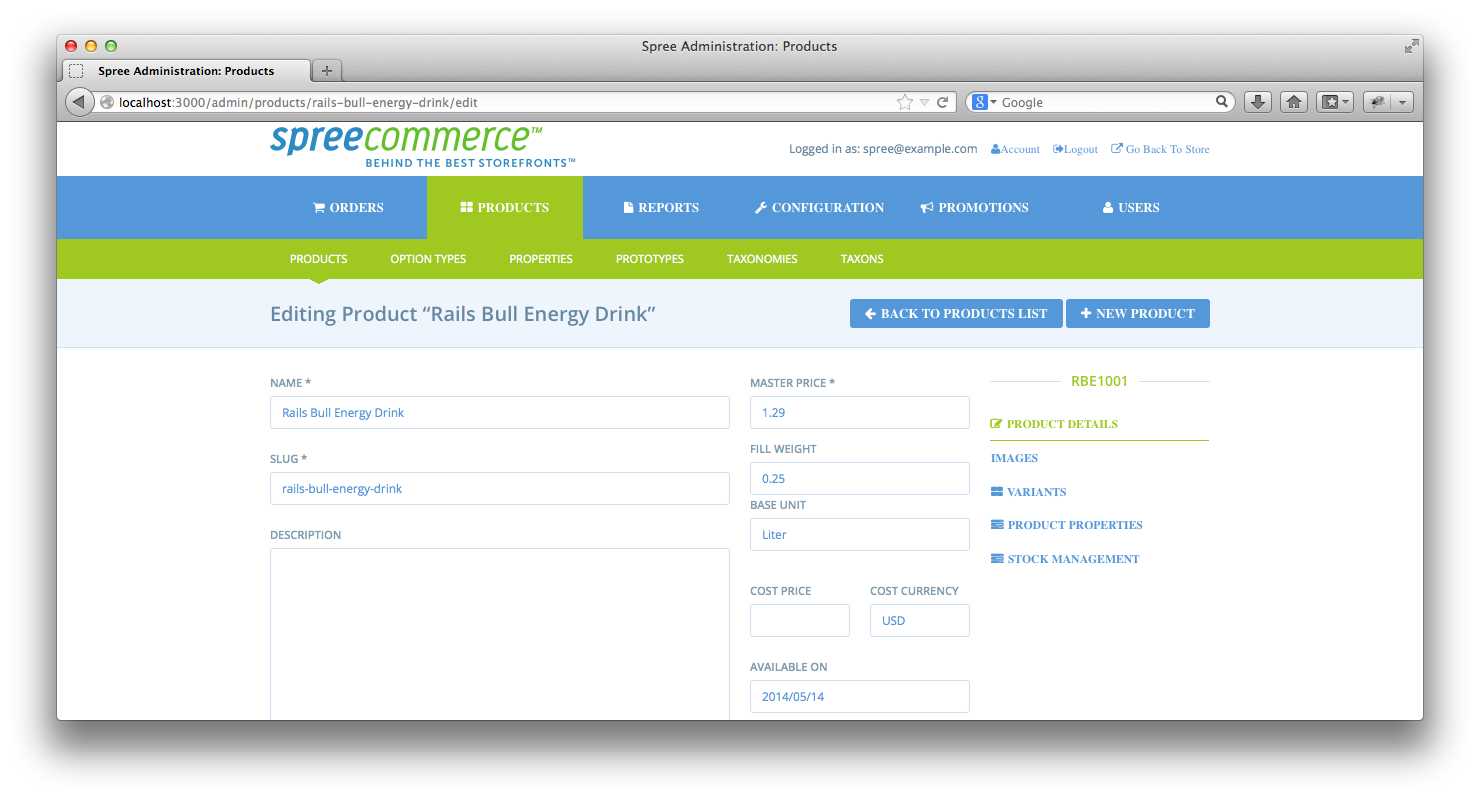 Spree Administration: Products
Spree Administration: Products
localhost:3000/admin/products/rails-bull-energy-drink/edit
8 Google
spreecommerce™
BEHIND THE BEST STOREFRONTS™
Logged in as: spree@example.com Account Logout Go Back To Store
ORDERS PRODUCTS REPORTS CONFIGURATION PROMOTIONS USERS
PRODUCTS OPTION TYPES PROPERTIES PROTOTYPES TAXONOMIES TAXONS
Editing Product “Rails Bull Energy Drink” BACK TO PRODUCTS LIST NEW PRODUCT
NAME * MASTER PRICE * RBE1001
Rails Bull Energy Drink 1.29
PRODUCT DETAILS
FILL WEIGHT
SLUG * IMAGES
rails-bull-energy-drink 0.25 VARIANTS
BASE UNIT
PRODUCT PROPERTIES
DESCRIPTION Liter
STOCK MANAGEMENT
COST PRICE COST CURRENCY
USD
AVAILABLE ON
2014/05/14